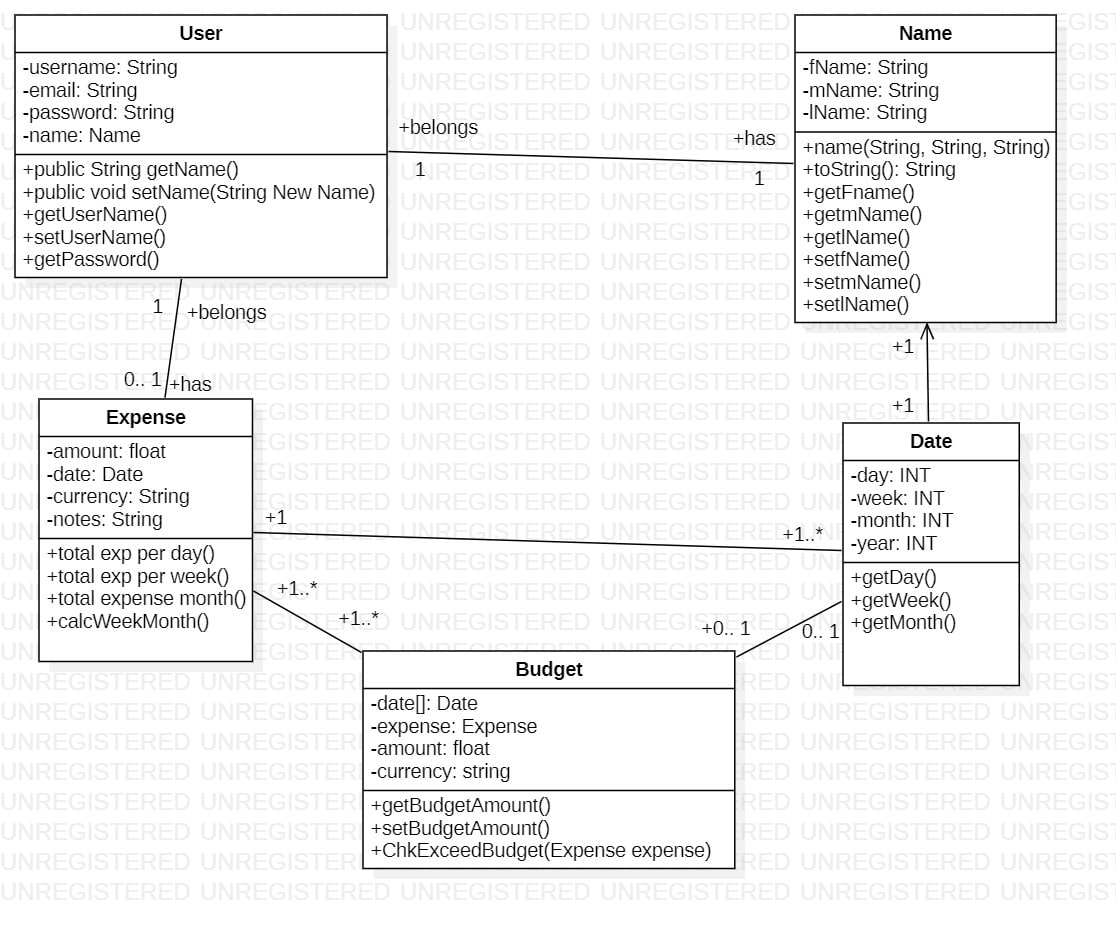 User
-username: String
-email: String
-password: String
-name: Name
+public String getName()
+public void setName(String New Name)
+getUserName()
+setUserName()
+getPassword()
+belongs
1
+has
1
Name
-fName: String
-mName: String
-lName: String
+name(String, String, String)
+toString(): String
+getFname()
+getmName()
+getlName()
+setfName()
+setmName()
+setlName()
1
+belongs
0.. 1
+has
+1
+1
Expense
-amount: float
-date: Date
-currency: String
-notes: String
+total exp per day()
+total exp per week()
+total expense month()
+calcWeekMonth()
+1
+1..*
Date
-day: INT
-week: INT
-month: INT
-year: INT
+getDay()
+getWeek()
+getMonth()
+1..*
+1..*
+0.. 1
0.. 1
Budget
-date[]: Date
-expense: Expense
-amount: float
-currency: string
+getBudgetAmount()
+setBudgetAmount()
+ChkExceedBudget(Expense expense)
UNREGISTERED UNREGISTERED UNREGISTERED UNREGISTERED UNREGISTERED